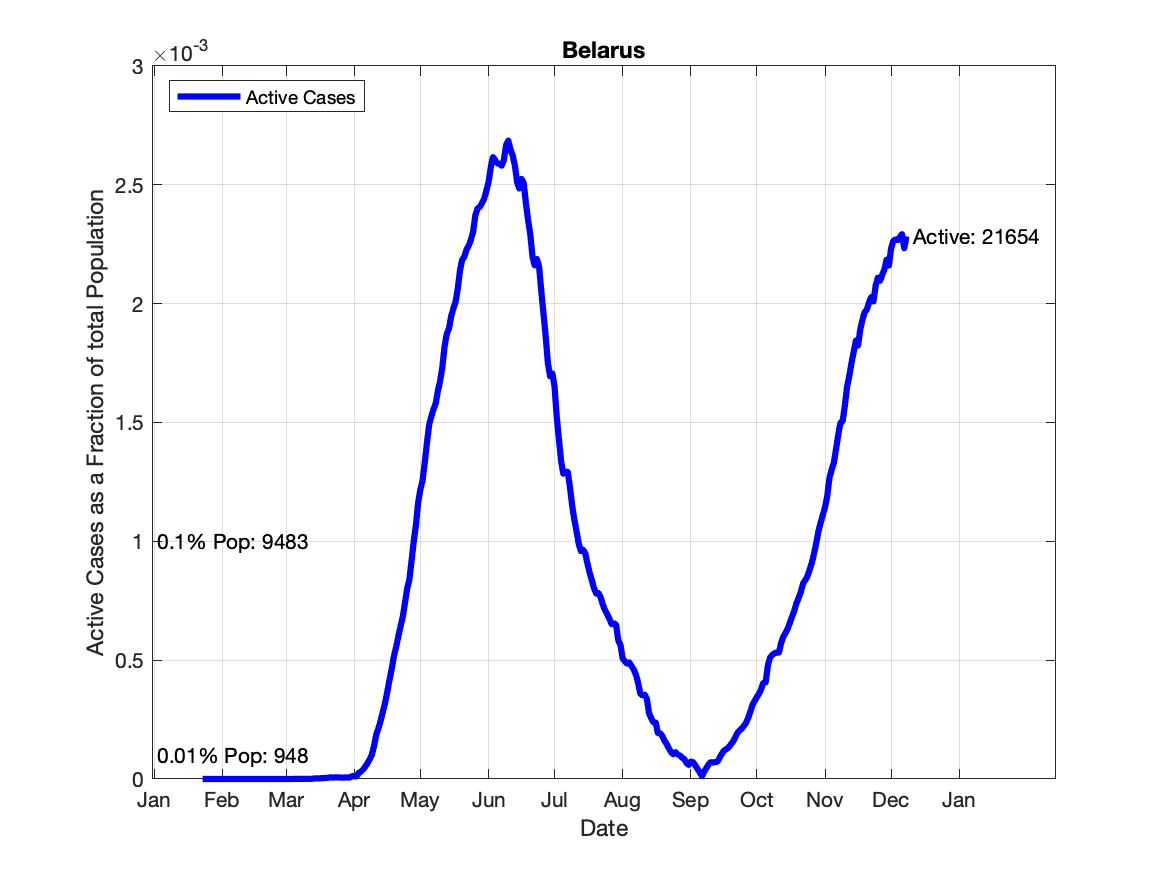 Belarus
×10-3
3
Active Cases
2.5
Active: 21654
2
1.5
1
0.1% Pop: 9483
0.5
0.01% Pop: 948
0
Jan Feb Mar Apr May Jun Jul Aug Sep Oct Nov Dec Jan
Date
Active Cases as a Fraction of total Population